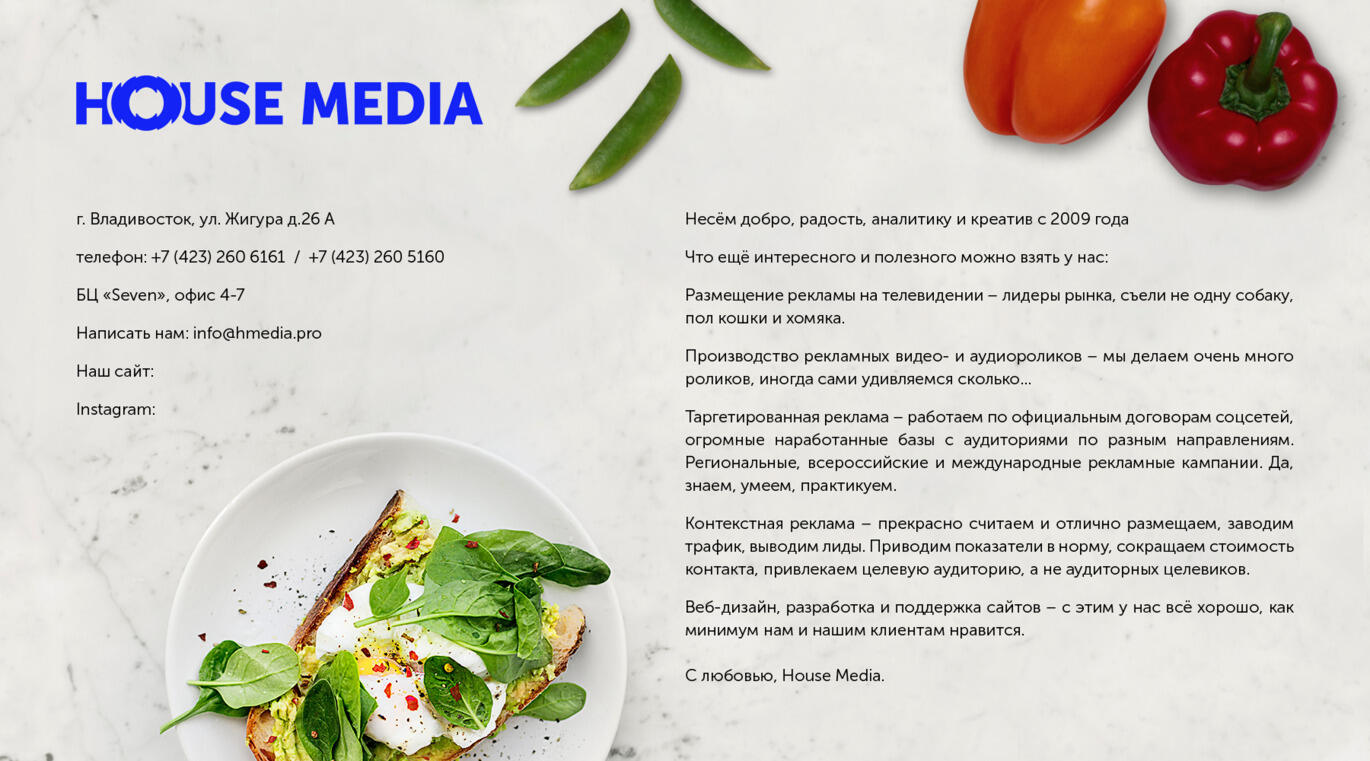 HOUSE MEDIA
г. Владивосток, ул. Жигура д.26 А
телефон: +7 (423) 260 6161 / +7 (423) 260 5160
БЦ «Seven», офис 4-7
Написать нам: info@hmedia.pro
Наш сайт:
Instagram:
Несём добро, радость, аналитику и креатив с 2009 года
Что ещё интересного и полезного можно взять у нас:
Размещение рекламы на телевидении – лидеры рынка, съели не одну собаку,
пол кошки и хомяка.
Производство рекламных видео- и аудиороликов – мы делаем очень много
роликов, иногда сами удивляемся сколько...
Таргетированная реклама – работаем по официальным договорам соцсетей,
огромные наработанные базы с аудиториями по разным направлениям.
Региональные, всероссийские и международные рекламные кампании. Да,
знаем, умеем, практикуем.
Контекстная реклама – прекрасно считаем и отлично размещаем, заводим
трафик, выводим лиды. Приводим показатели в норму, сокращаем стоимость
контакта, привлекаем целевую аудиторию, а не аудиторных целевиков.
Веб-дизайн, разработка и поддержка сайтов – с этим у нас всё хорошо, как
минимум нам и нашим клиентам нравится.
С любовью, House Media.